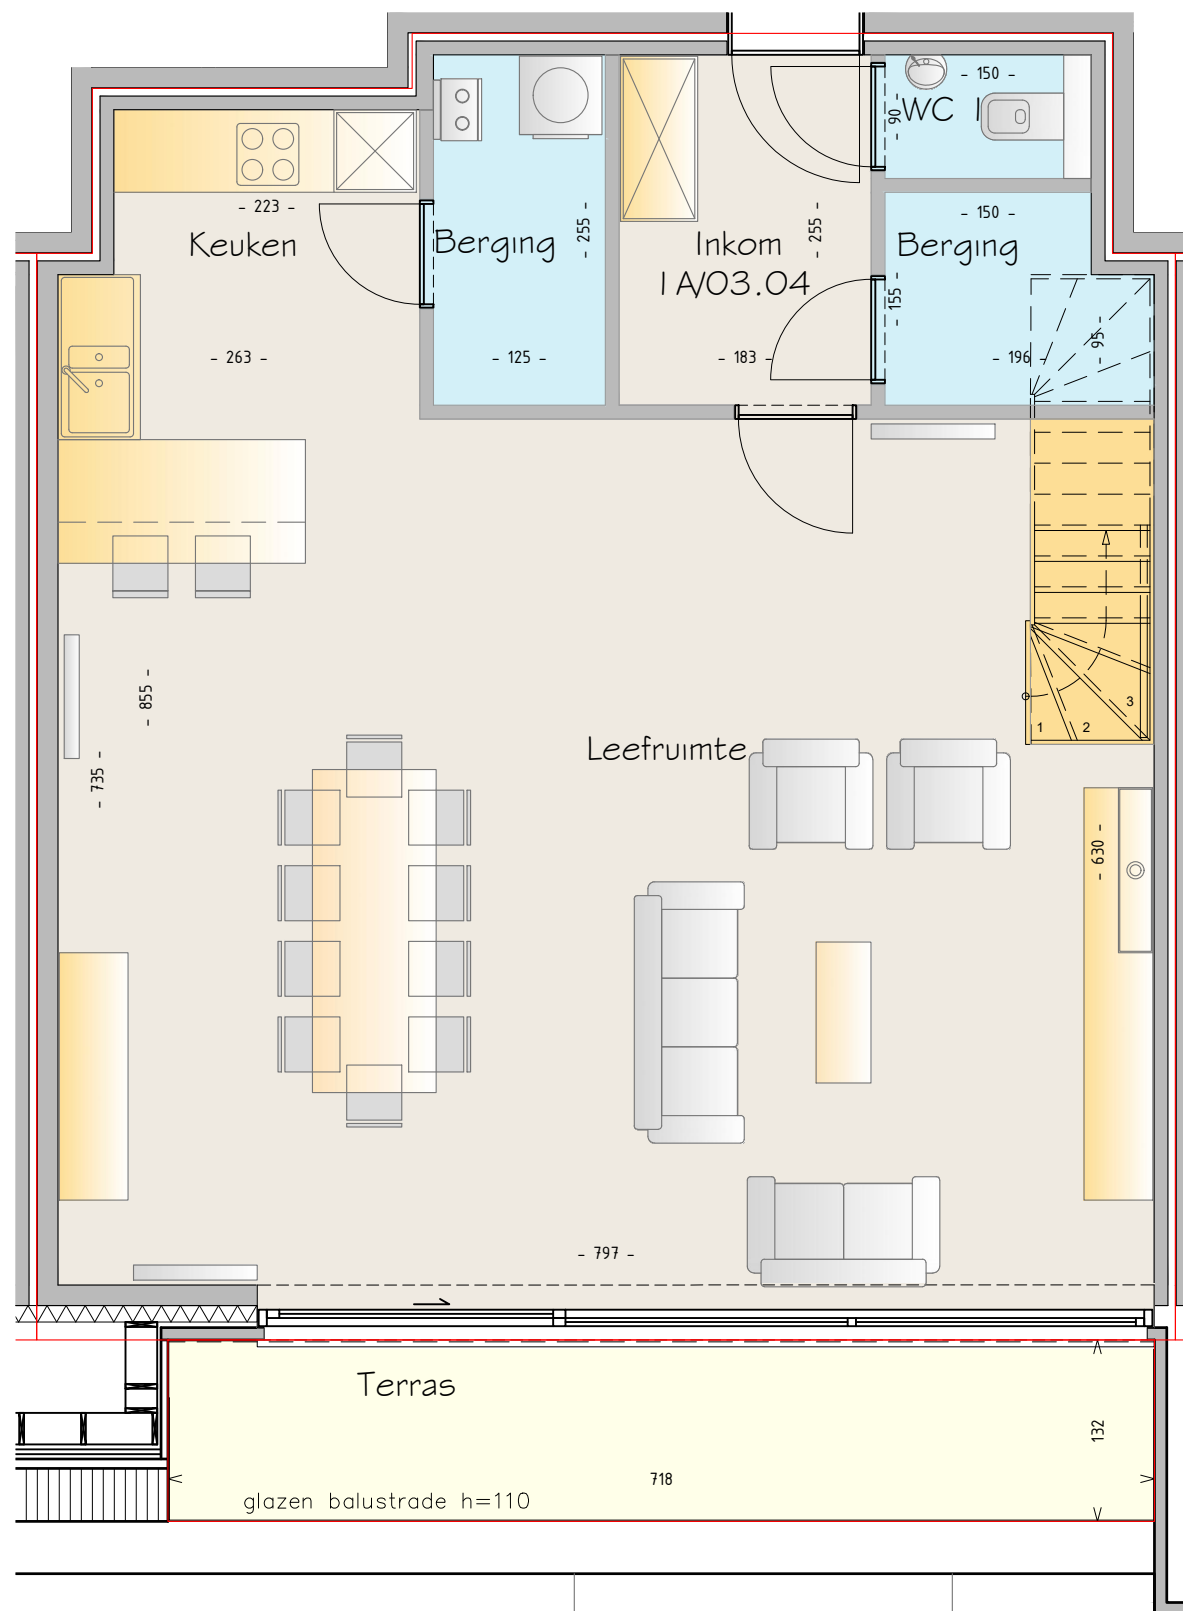 - 150 -
WC
- 90 -
- 223 -
Keuken
Berging
- 255 -
Inkom
1A/03.04
- 255 -
- 150 -
Berging
- 155 -
- 263 -
- 125 -
- 183 -
- 196 -
- 95 -
- 855 -
- 735 -
1
2
3
Leefruimte
- 630 -
- 797 -
Terras
132
718
glazen balustrade h=110